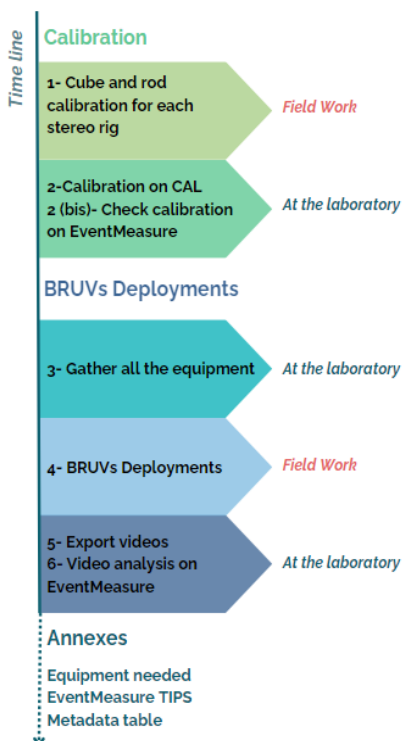 Time line
Calibration
1- Cube and rod
calibration for each
stereo rig
Field Work
2-Calibration on CAL
2 (bis)- Check calibration
on EventMeasure
At the laboratory
BRUVs Deployments
3- Gather all the equipment
At the laboratory
4- BRUVs Deployments
Field Work
5- Export videos
6- Video analysis on
EventMeasure
At the laboratory
Annexes
Equipment needed
EventMeasure TIPS
Metadata table